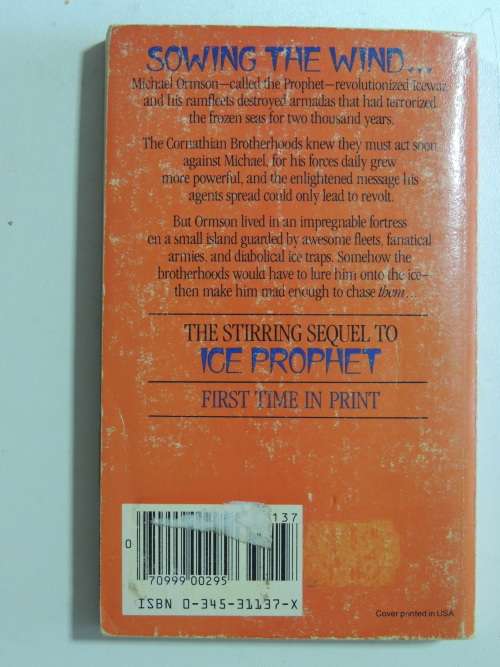 SOWING THE WIND...
Michael Ormson—called the Prophet—revolutionized icewar
and his ramfleets destroyed armadas that had terrorized
the frozen seas for two thousand years.
The Cornathian Brotherhoods knew they must act soon
against Michael, for his forces daily grew
more powerful, and the enlightened message his
agents spread could only lead to revolt.
But Ormson lived in an impregnable fortress
on a small island guarded by awesome fleets, fanatical
armies, and diabolical ice traps. Somehow the
brotherhoods would have to lure him onto the ice—
then make him mad enough to chase them...
THE STIRRING SEQUEL TO
ICE PROPHET
FIRST TIME IN PRINT
137
0
70999 00295
ISBN 0-345-31137-X
Cover printed in USA